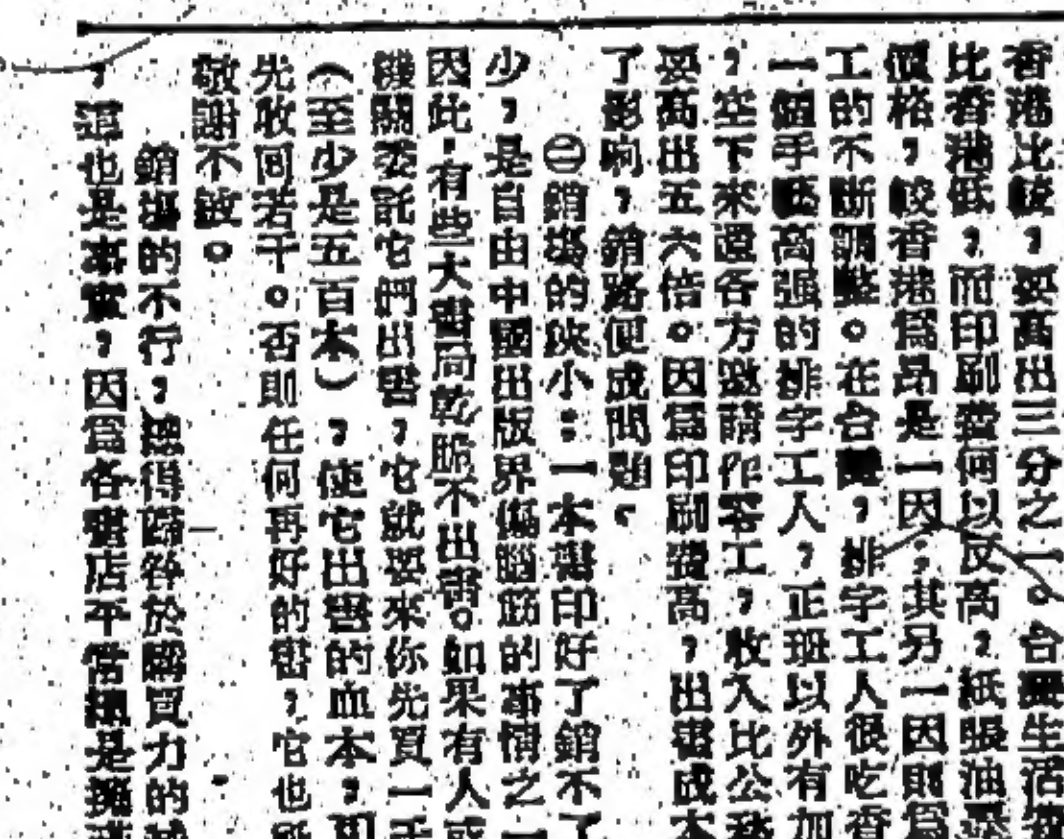 香港比較，要高出三分之一。台灣生活
比香港低，而印刷費何以反高？紙張油
價格，較香港爲昂是一因；其另一因則爲
工的不斷調整。在台灣，排字工人很吃香
一個手藝高强的排字工人，正班以外有加
，空下來還各方邀請作零工，收入比公務
要高出五六倍。因爲印刷費高，出書成本
了影响，銷路便成問題。
㊁銷場的狹小：一本書印好了銷不了
少，是自由中國出版界傷腦筋的事情之一
因此，有些大書局乾脆不出書。如果有人
機關委託它們出書，它就要來你先買一千
（至少是五百本），使它出書的血本，
先收回若干。否則任何再好的書，它也
敬謝不敏。
銷塲的不行，總得歸咎於購買力的
，這也是事實，因爲各書店平常總是擁